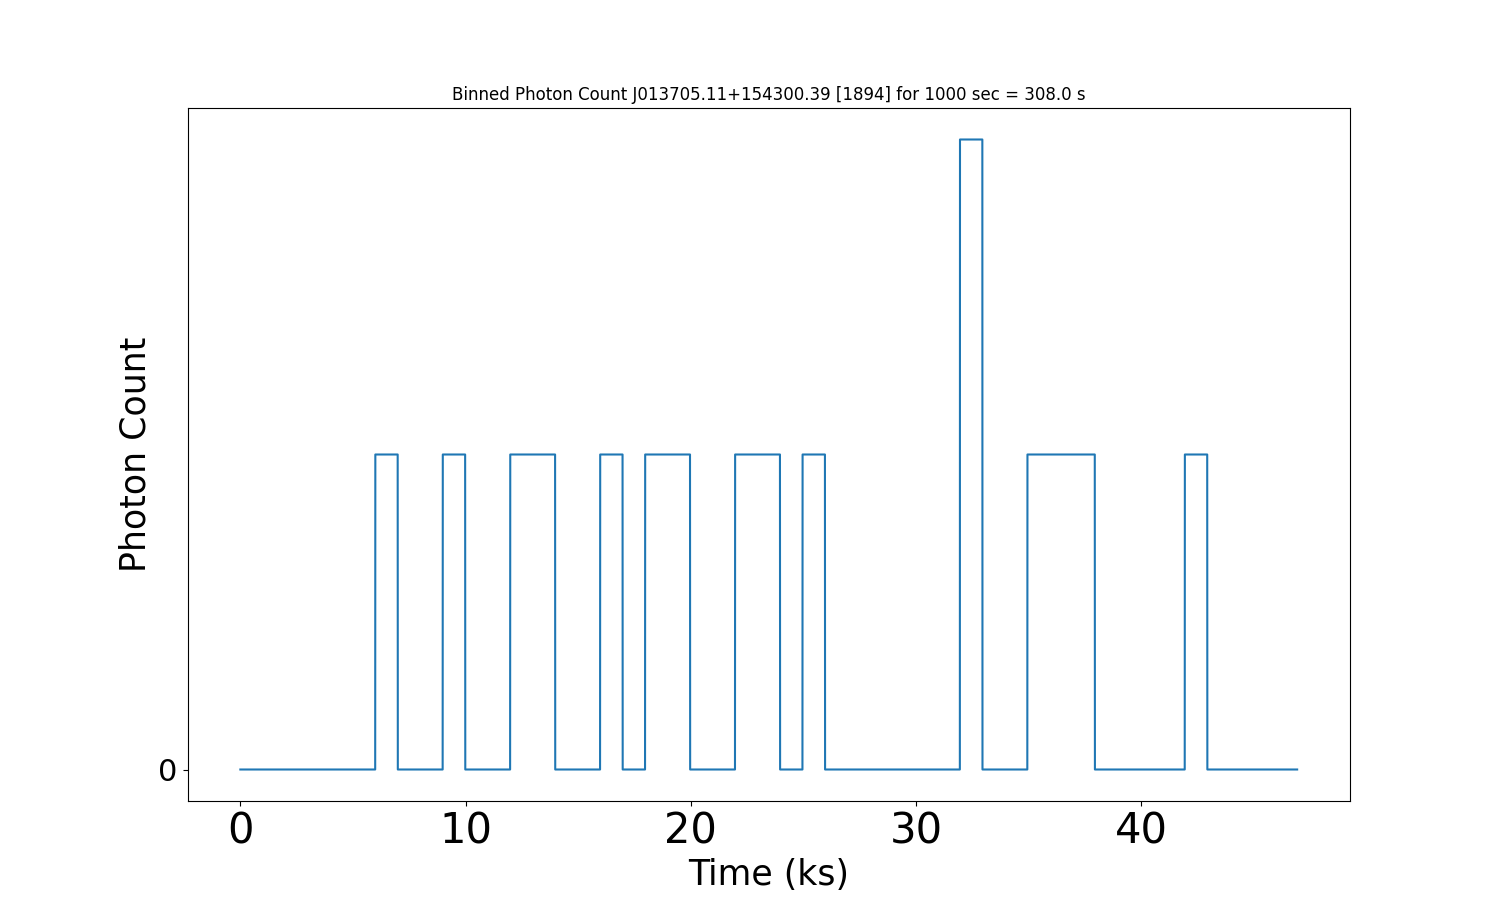 Binned Photon Count J013705.11+154300.39 [1894] for 1000 sec = 308.0 s
Photon Count
0
0 10 20 30 40
Time (ks)